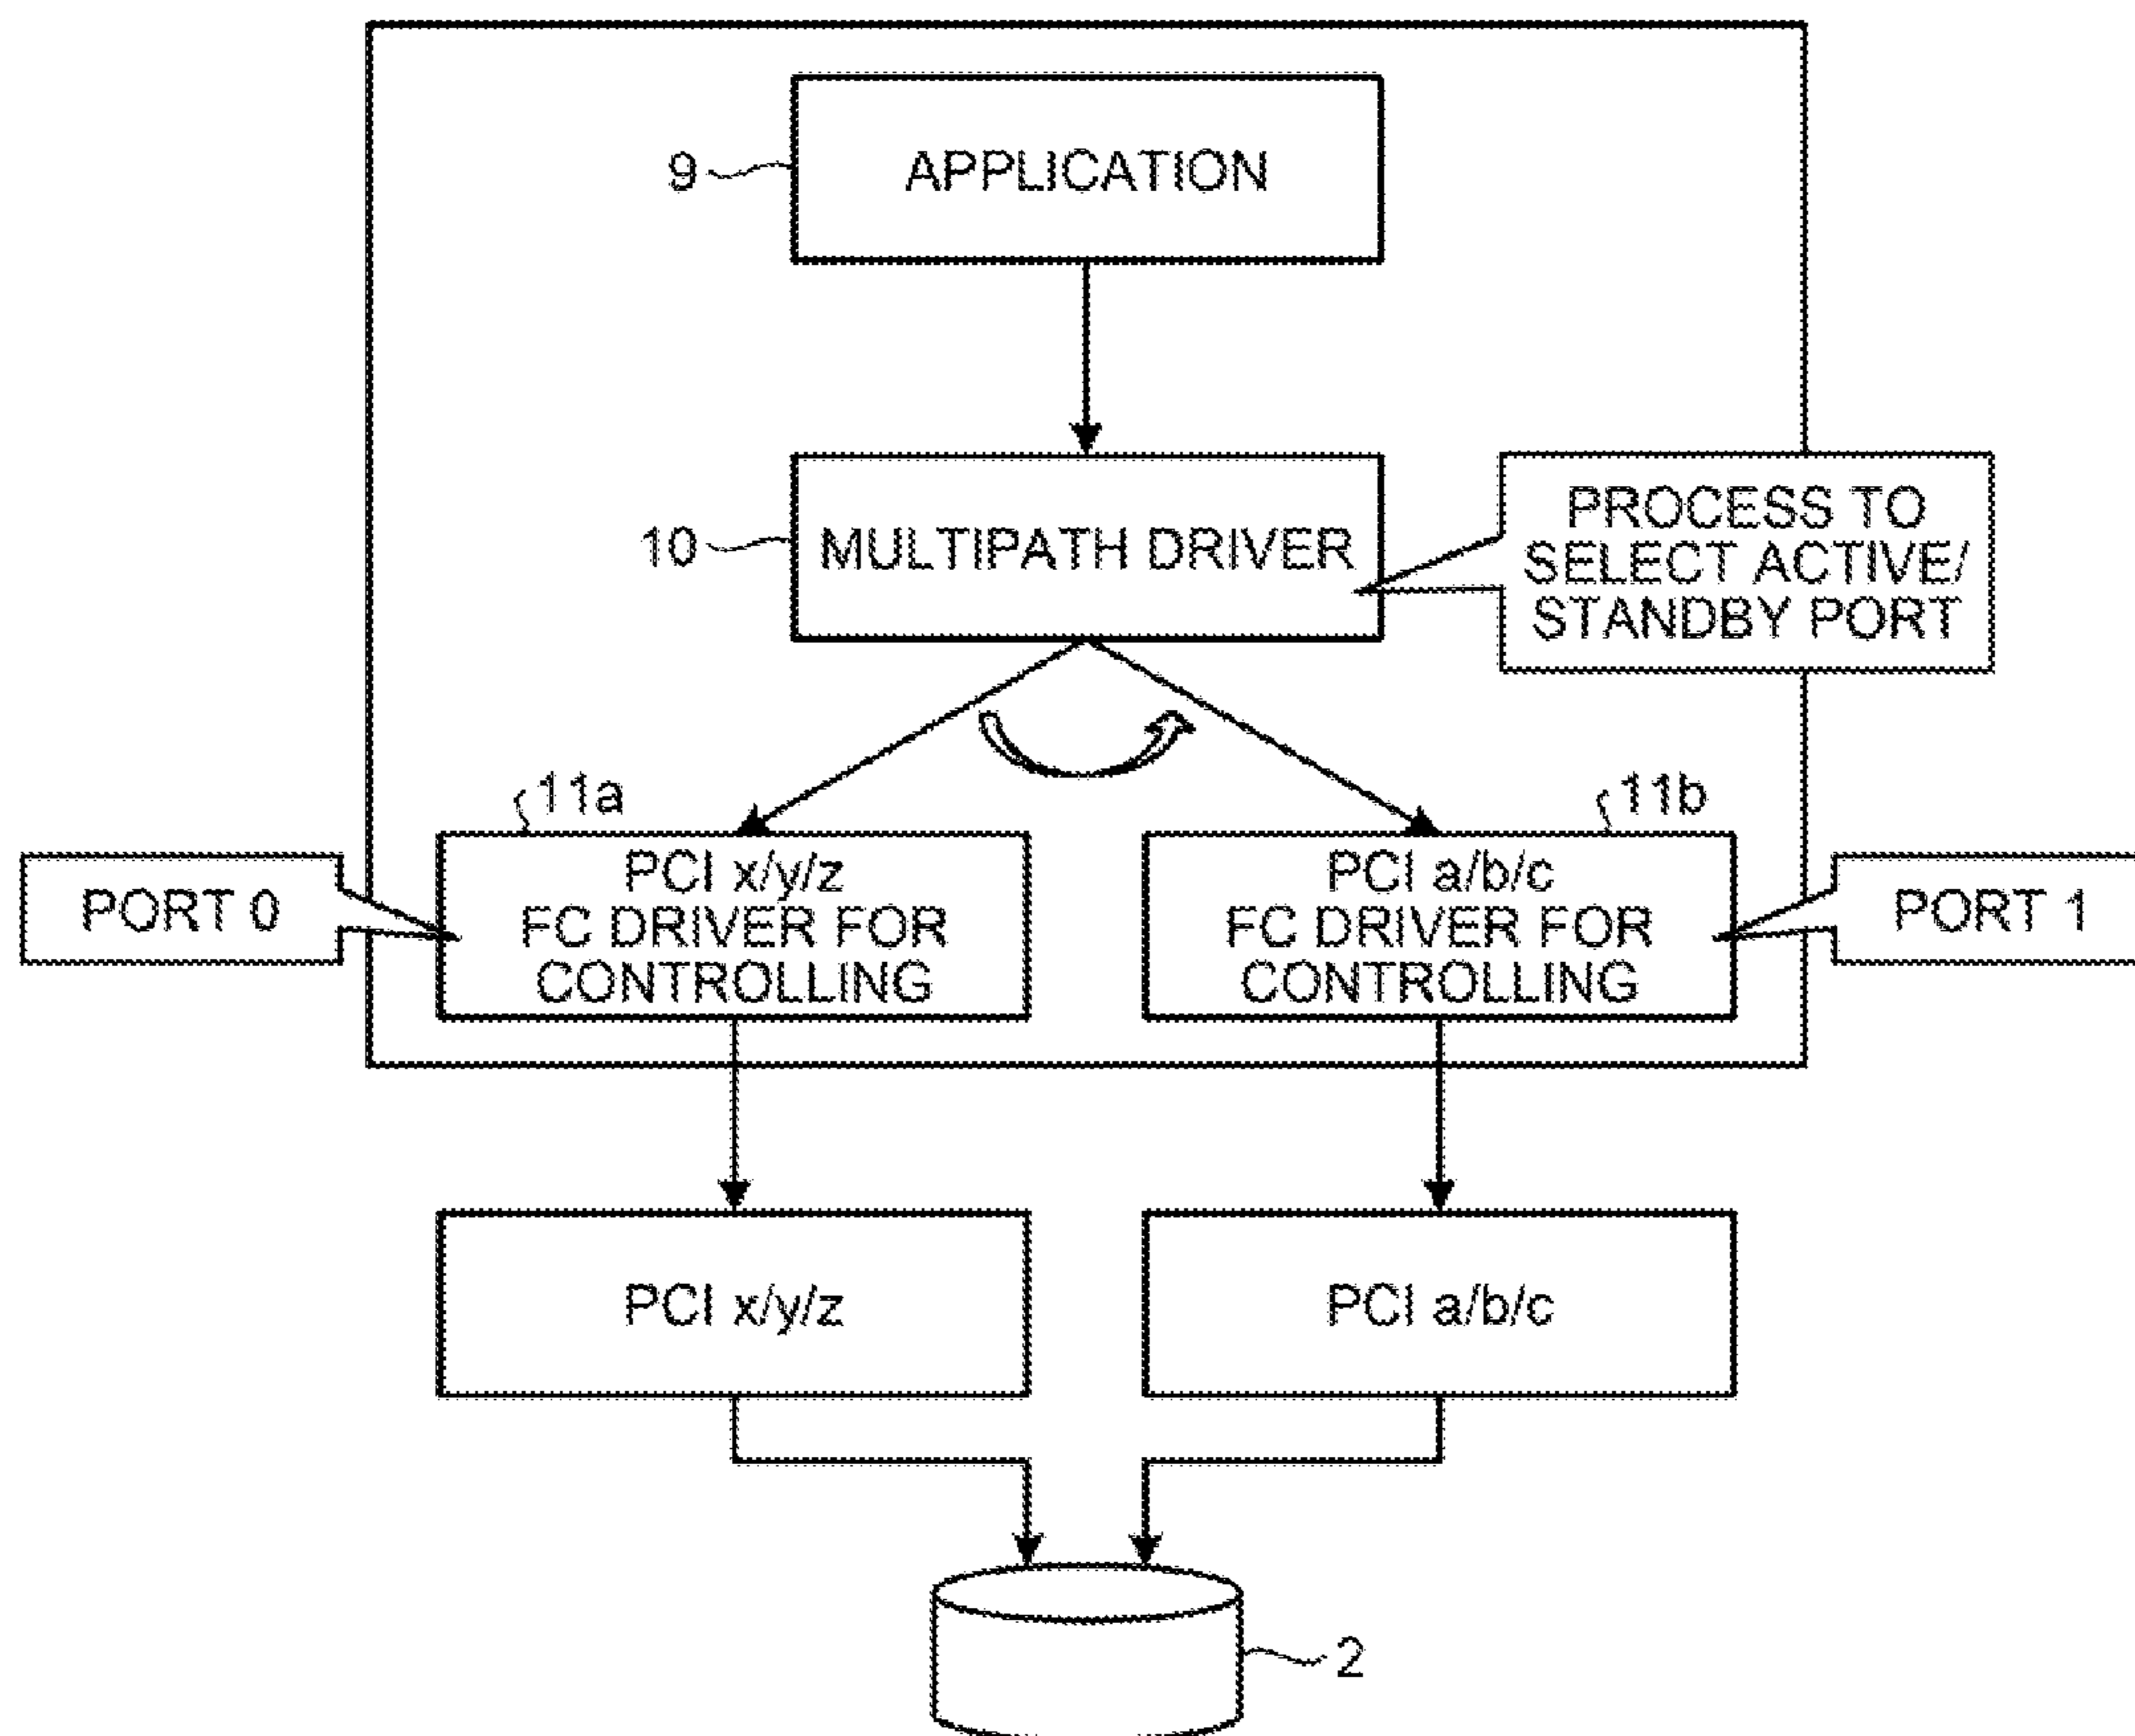 APPLICATION
9
MULTIPATH DRIVER
10
PROCESS TO
SELECT ACTIVE/
STANDBY PORT
11a
11b
PORT 0
PCI x/y/z
FC DRIVER FOR
CONTROLLING
PCI a/b/c
FC DRIVER FOR
CONTROLLING
PORT 1
PCI x/y/z
PCI a/b/c
2